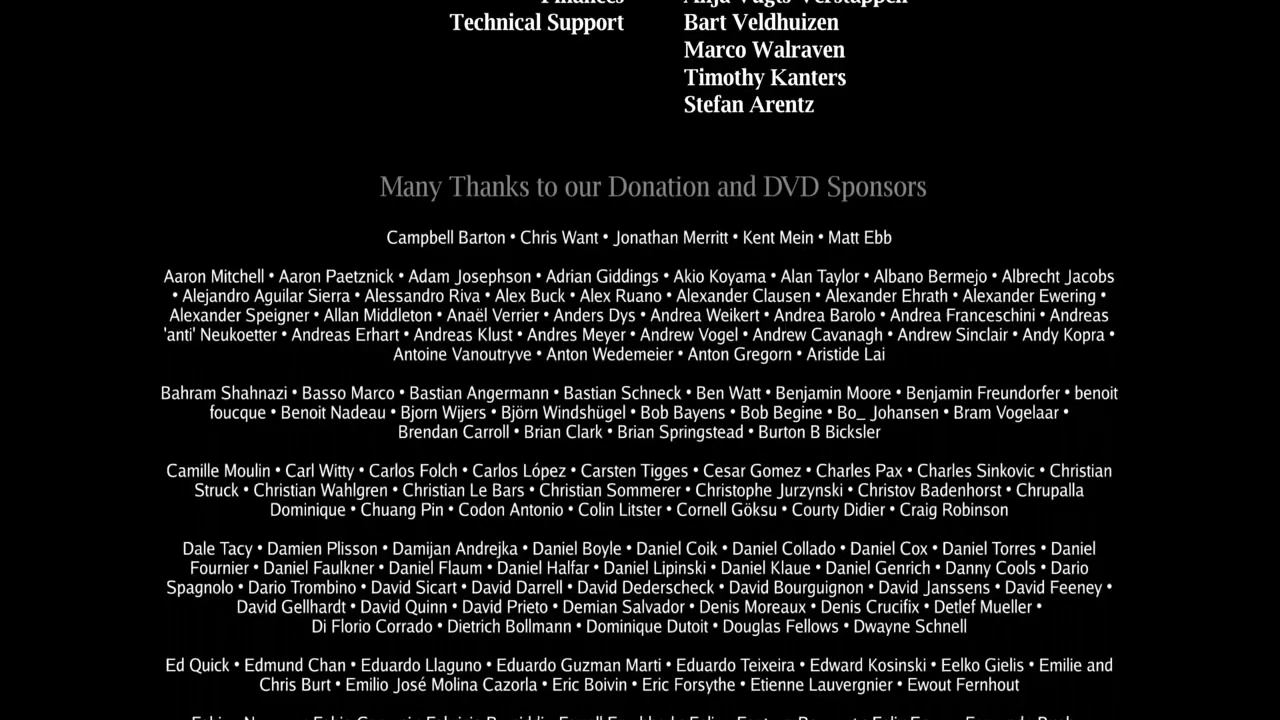 Technical Support Bart Veldhuizen
Marco Walraven
Timothy Kanters
Stefan Arentz
Many Thanks to our Donation and DVD Sponsors
Campbell Barton • Chris Want • Jonathan Merritt • Kent Mein • Matt Ebb
Aaron Mitchell • Aaron Paetznick • Adam Josephson • Adrian Giddings • Akio Koyama • Alan Taylor • Albano Bermejo • Albrecht Jacobs
• Alejandro Aguilar Sierra • Alessandro Riva • Alex Buck • Alex Ruano • Alexander Clausen • Alexander Ehrath • Alexander Ewering •
Alexander Speigner • Allan Middleton • Anaël Verrier • Anders Dys • Andrea Weikert • Andrea Barolo • Andrea Franceschini • Andreas
'anti' Neukoetter • Andreas Erhart • Andreas Klust • Andres Meyer • Andrew Vogel • Andrew Cavanagh • Andrew Sinclair • Andy Kopra •
Antoine Vanoutryve • Anton Wedemeier • Anton Gregorn • Aristide Lai
Bahram Shahnazi • Basso Marco • Bastian Angermann • Bastian Schneck • Ben Watt • Benjamin Moore • Benjamin Freundorfer • benoit
foucque • Benoit Nadeau • Bjorn Wijers • Björn Windshügel • Bob Bayens • Bob Begine • Bo_ Johansen • Bram Vogelaar •
Brendan Carroll • Brian Clark • Brian Springstead • Burton B Bicksler
Camille Moulin • Carl Witty • Carlos Folch • Carlos López • Carsten Tigges • Cesar Gomez • Charles Pax • Charles Sinkovic • Christian
Struck • Christian Wahlgren • Christian Le Bars • Christian Sommerer • Christophe Jurzynski • Christov Badenhorst • Chrupalla
Dominique • Chuang Pin • Codon Antonio • Colin Litster • Cornell Göksu • Courty Didier • Craig Robinson
Dale Tacy • Damien Plisson • Damijan Andrejka • Daniel Boyle • Daniel Coik • Daniel Collado • Daniel Cox • Daniel Torres • Daniel
Fournier • Daniel Faulkner • Daniel Flaum • Daniel Halfar • Daniel Lipinski • Daniel Klaue • Daniel Genrich • Danny Cools • Dario
Spagnolo • Dario Trombino • David Sicart • David Darrell • David Dederscheck • David Bourguignon • David Janssens • David Feeney •
David Gellhardt • David Quinn • David Prieto • Demian Salvador • Denis Moreaux • Denis Crucifix • Detlef Mueller •
Di Florio Corrado • Dietrich Bollmann • Dominique Dutoit • Douglas Fellows • Dwayne Schnell
Ed Quick • Edmund Chan • Eduardo Llaguno • Eduardo Guzman Marti • Eduardo Teixeira • Edward Kosinski • Eelko Gielis • Emilie and
Chris Burt • Emilio José Molina Cazorla • Eric Boivin • Eric Forsythe • Etienne Lauvergnier • Ewout Fernhout